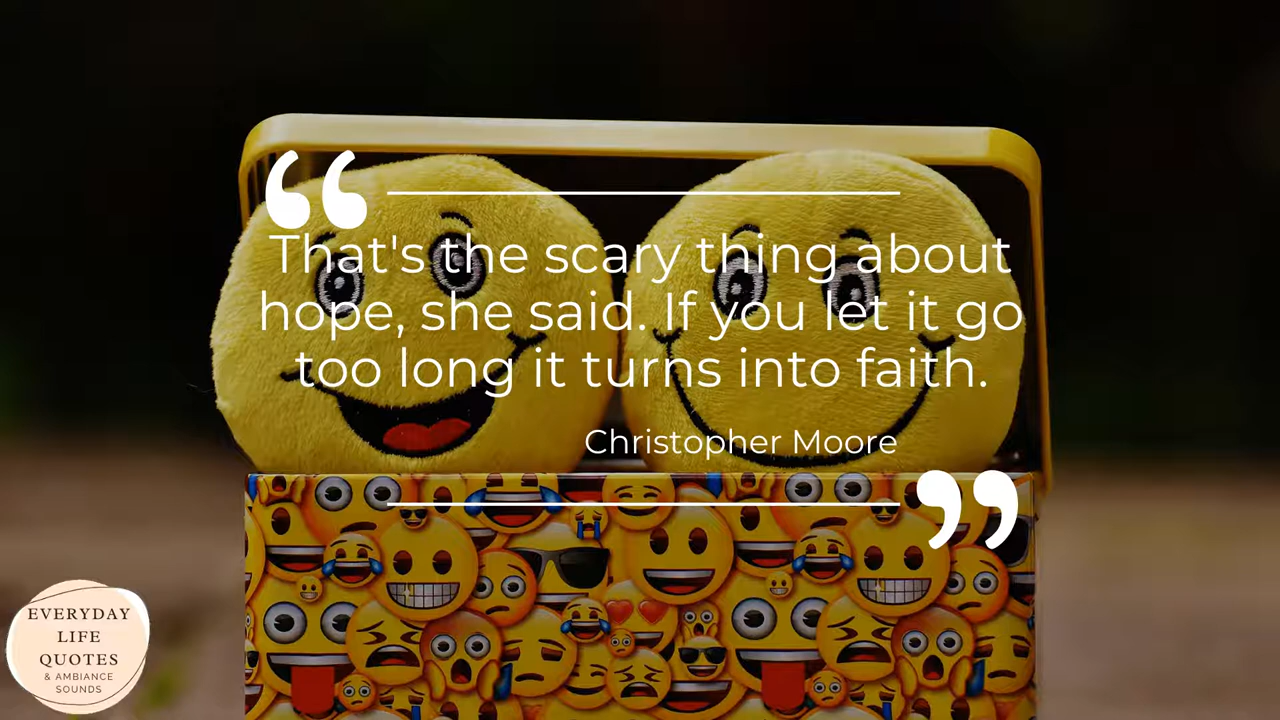 “
That's the scary thing about
hope, she said. If you let it go
too long it turns into faith.
Christopher Moore
”
EVERYDAY
LIFE
QUOTES
& AMBIANCE
SOUNDS